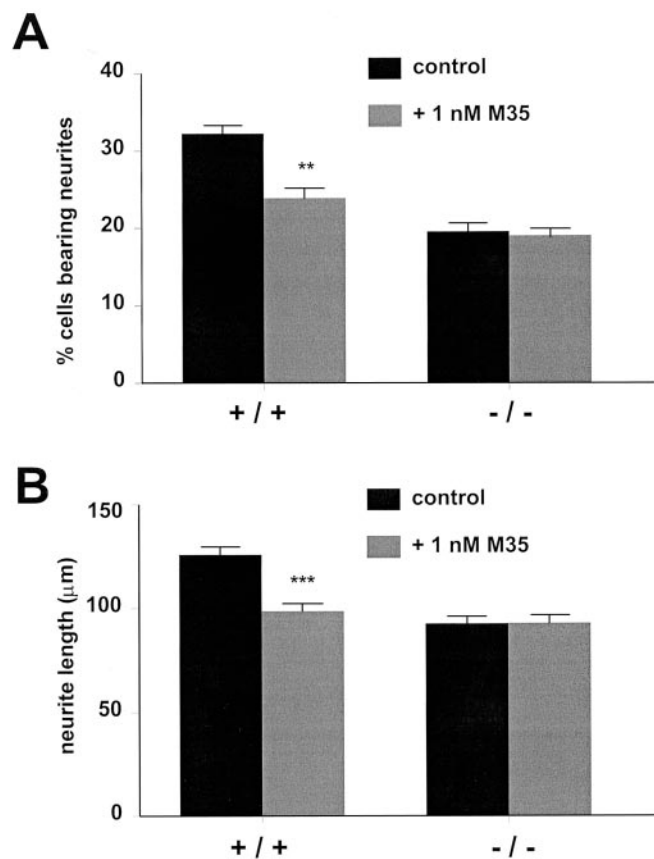 A
control
+ 1 nM M35
% cells bearing neurites
40
30
20
10
0
**
+ / +
- / -
B
control
+ 1 nM M35
neurite length (μm)
150
100
50
0
***
+ / +
- / -